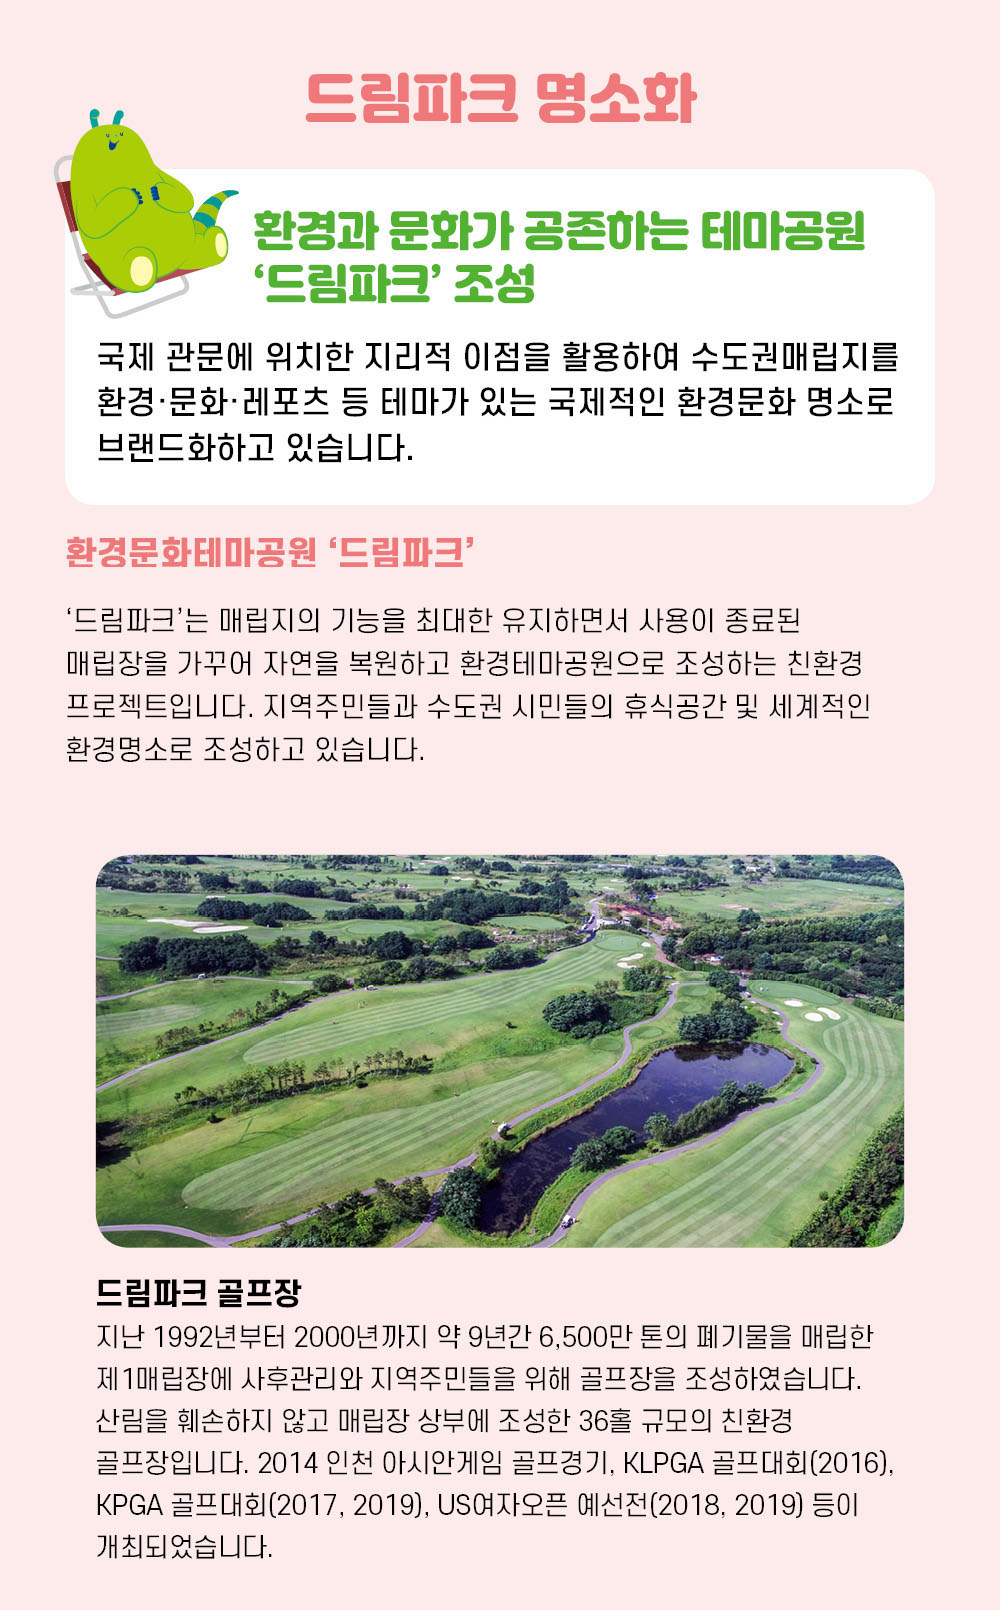 드림파크 명소화
환경과 문화가 공존하는 테마공원
‘드림파크’ 조성
국제 관문에 위치한 지리적 이점을 활용하여 수도권매립지를
환경·문화·레포츠 등 테마가 있는 국제적인 환경문화 명소로
브랜드화하고 있습니다.
환경문화테마공원 ‘드림파크’
‘드림파크’는 매립지의 기능을 최대한 유지하면서 사용이 종료된
매립장을 가꾸어 자연을 복원하고 환경테마공원으로 조성하는 친환경
프로젝트입니다. 지역주민들과 수도권 시민들의 휴식공간 및 세계적인
환경명소로 조성하고 있습니다.
드림파크 골프장
지난 1992년부터 2000년까지 약 9년간 6,500만 톤의 폐기물을 매립한
제1매립장에 사후관리와 지역주민들을 위해 골프장을 조성하였습니다.
산림을 훼손하지 않고 매립장 상부에 조성한 36홀 규모의 친환경
골프장입니다. 2014 인천 아시안게임 골프경기, KLPGA 골프대회(2016),
KPGA 골프대회(2017, 2019), US여자오픈 예선전(2018, 2019) 등이
개최되었습니다.